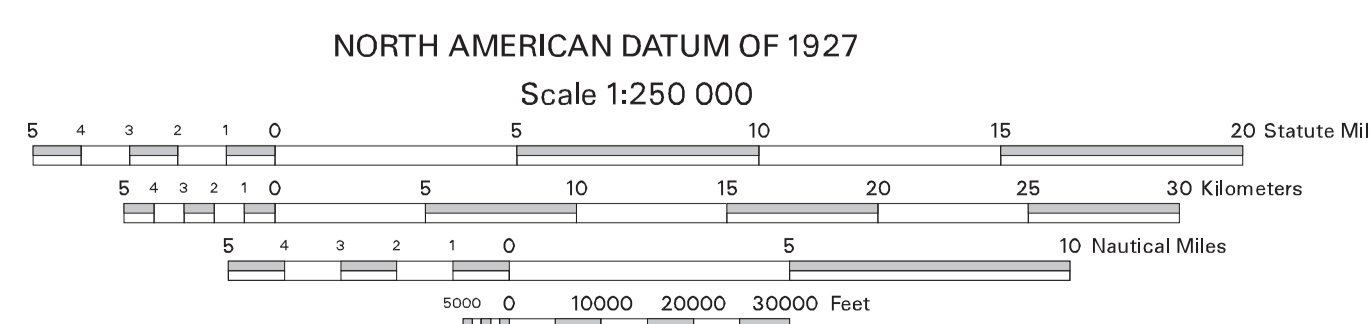 NORTH AMERICAN DATUM OF 1927
Scale 1:250 000
5 4 3 2 1 0 5 10 15 20 Statute Mil
5 4 3 2 1 0 5 10 15 20 25 30 Kilometers
5 4 3 2 1 0 5 10 Nautical Miles
5000 0 10000 20000 30000 Feet